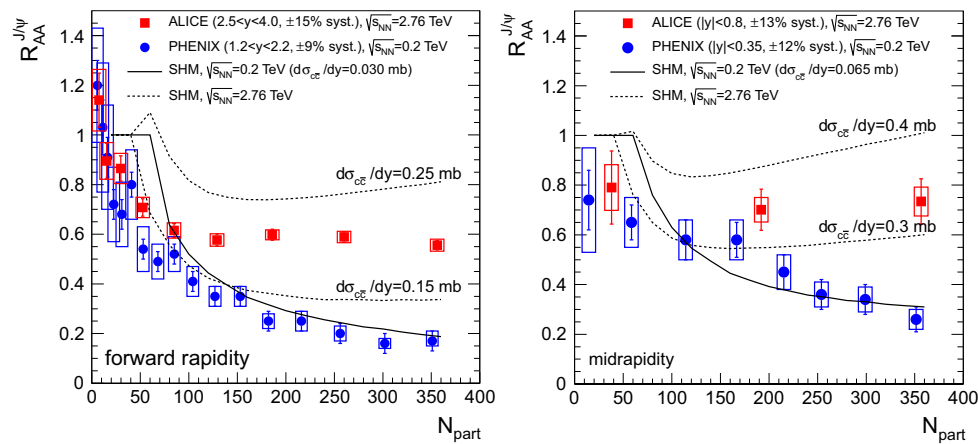 R_AA^J/ψ
ALICE (2.5<y<4.0, ±15% syst.), √s_NN=2.76 TeV
PHENIX (1.2<y<2.2, ±9% syst.), √s_NN=0.2 TeV
SHM, √s_NN=0.2 TeV (dσ_cc̄/dy=0.030 mb)
SHM, √s_NN=2.76 TeV
dσ_cc̄/dy=0.25 mb
dσ_cc̄/dy=0.15 mb
forward rapidity
1.4
1.2
1
0.8
0.6
0.4
0.2
0
0 50 100 150 200 250 300 350 400
N_part
R_AA^J/ψ
ALICE (|y|<0.8, ±13% syst.), √s_NN=2.76 TeV
PHENIX (|y|<0.35, ±12% syst.), √s_NN=0.2 TeV
SHM, √s_NN=0.2 TeV (dσ_cc̄/dy=0.065 mb)
SHM, √s_NN=2.76 TeV
dσ_cc̄/dy=0.4 mb
dσ_cc̄/dy=0.3 mb
midrapidity
1.4
1.2
1
0.8
0.6
0.4
0.2
0
0 50 100 150 200 250 300 350 400
N_part